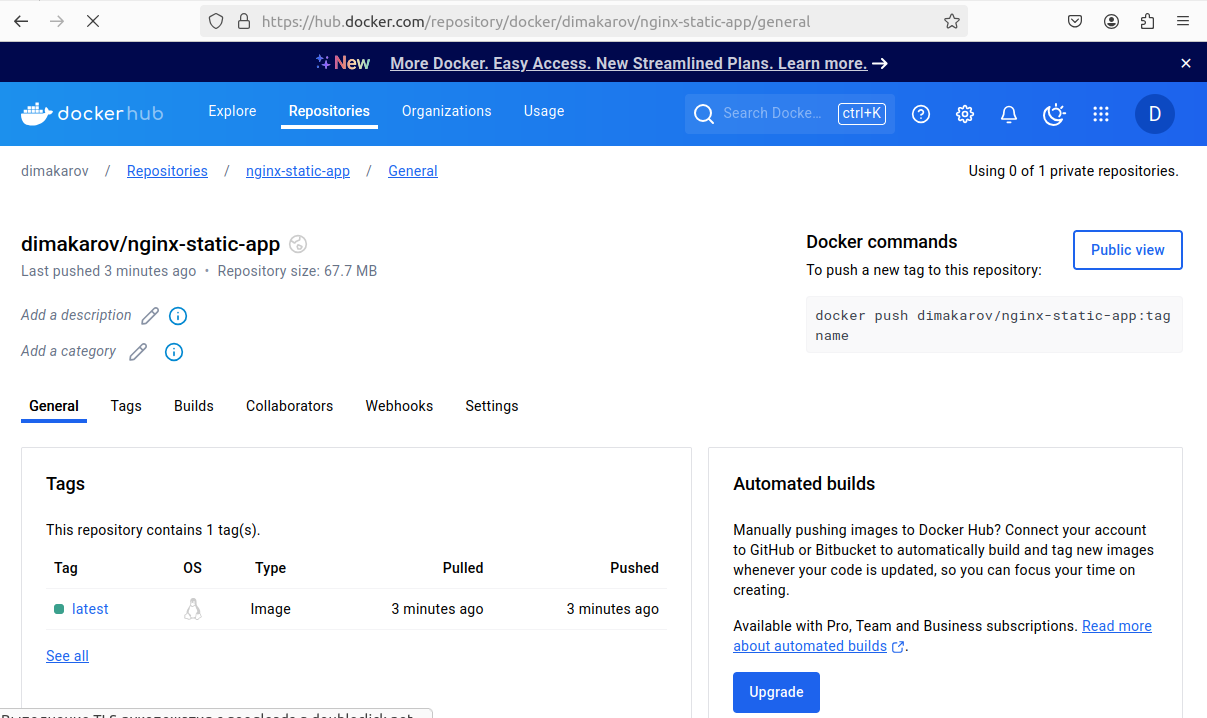 https://hub.docker.com/repository/docker/dimakarov/nginx-static-app/general
New More Docker. Easy Access. New Streamlined Plans. Learn more. →
dockerhub Explore Repositories Organizations Usage Search Docke... ctrl+K D
dimakarov / Repositories / nginx-static-app / General Using 0 of 1 private repositories.
dimakarov/nginx-static-app
Last pushed 3 minutes ago • Repository size: 67.7 MB
Add a description
Add a category
Docker commands
Public view
To push a new tag to this repository:
docker push dimakarov/nginx-static-app:tag
name
General Tags Builds Collaborators Webhooks Settings
Tags
This repository contains 1 tag(s).
Tag OS Type Pulled Pushed
latest Image 3 minutes ago 3 minutes ago
See all
Automated builds
Manually pushing images to Docker Hub? Connect your account
to GitHub or Bitbucket to automatically build and tag new images
whenever your code is updated, so you can focus your time on
creating.
Available with Pro, Team and Business subscriptions. Read more
about automated builds.
Upgrade